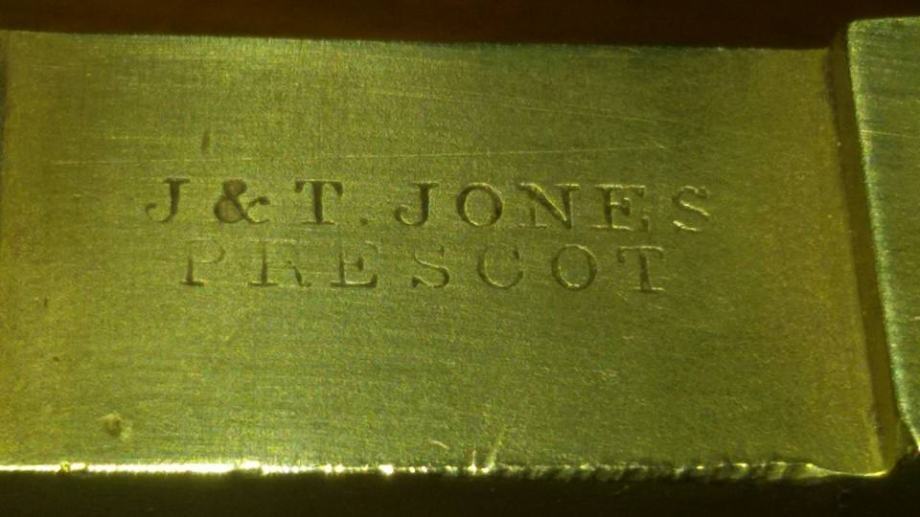 J & T. JONES
PRESCOT